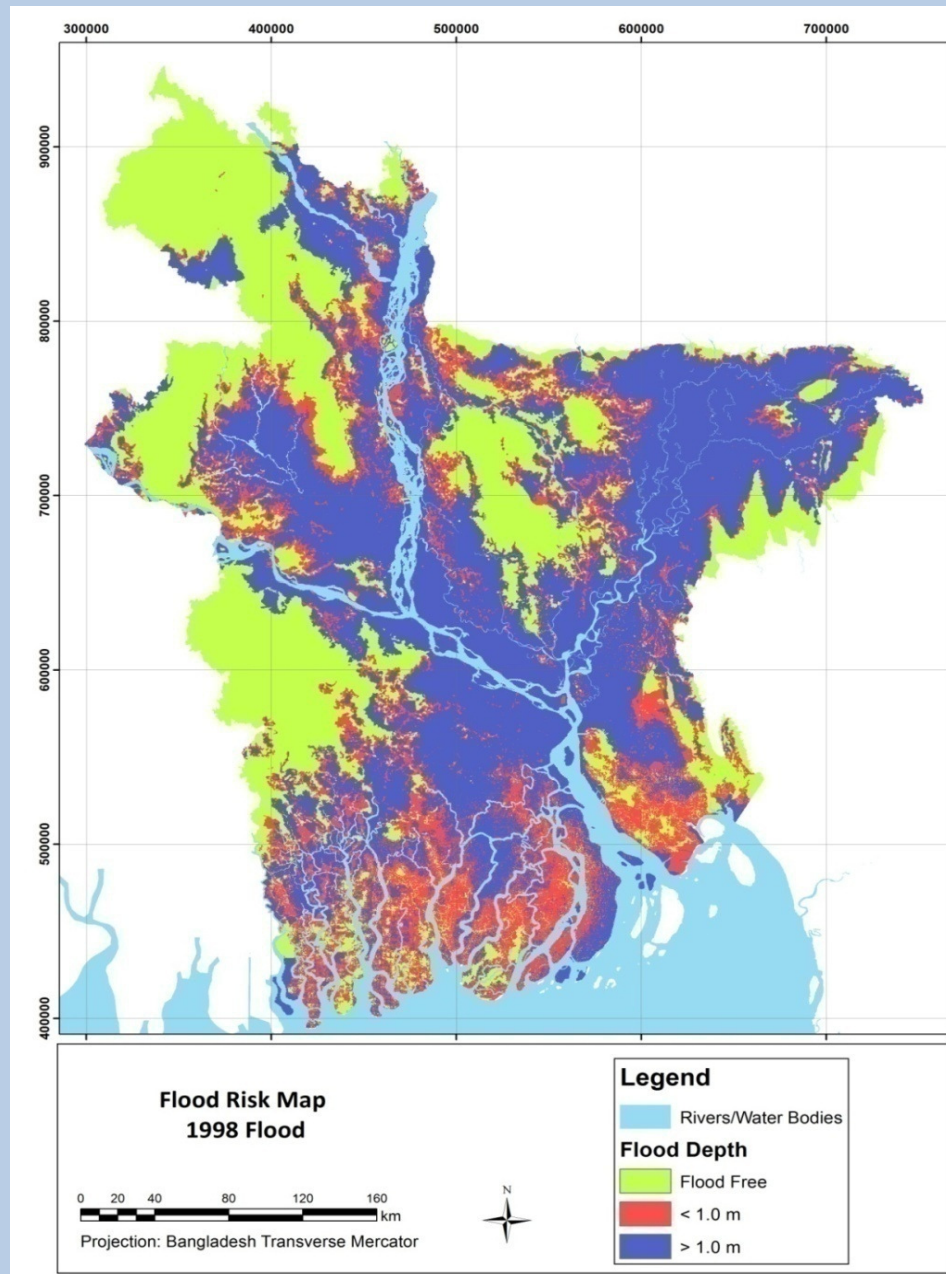 300000 400000 500000 600000 700000
900000
800000
700000
600000
500000
400000
Flood Risk Map
1998 Flood
0 20 40 80 120 160
km
Projection: Bangladesh Transverse Mercator
N
Legend
Rivers/Water Bodies
Flood Depth
Flood Free
< 1.0 m
> 1.0 m